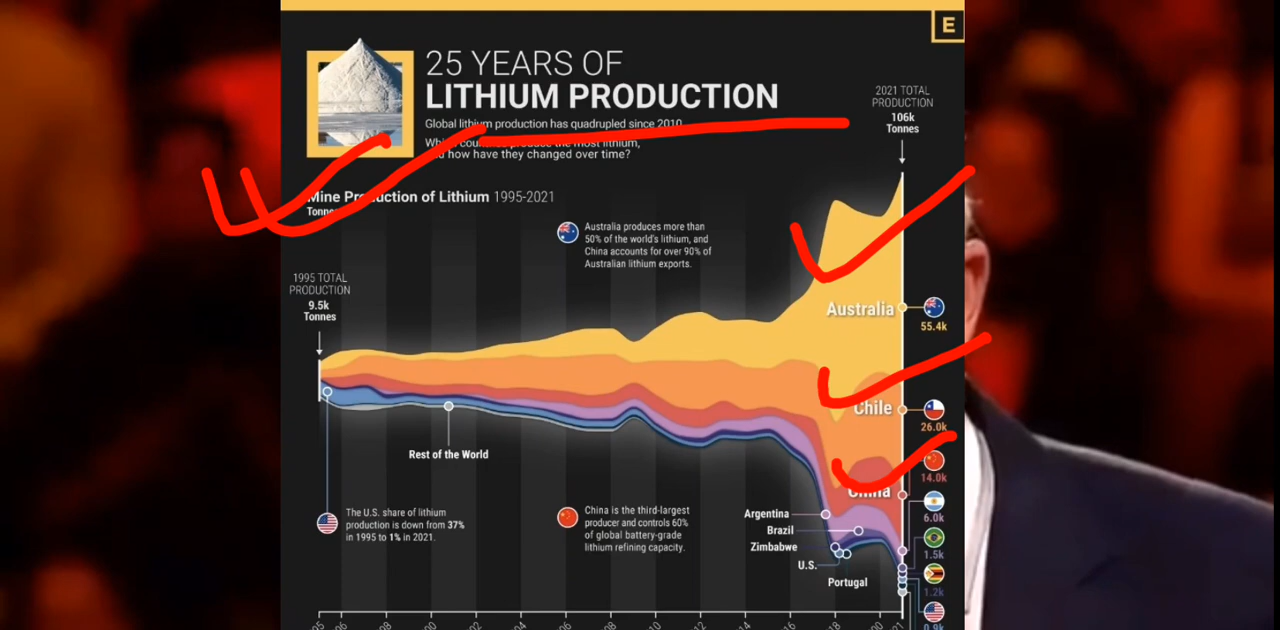 E
25 YEARS OF
LITHIUM PRODUCTION
Global lithium production has quadrupled since 2010.
the most lithium,
how have they changed over time?
2021 TOTAL
PRODUCTION
106k
Tonnes
Mine Production of Lithium 1995-2021
Australia produces more than
50% of the world's lithium, and
China accounts for over 90% of
Australian lithium exports.
1995 TOTAL
PRODUCTION
9.5k
Tonnes
Australia
55.4k
Chile
26.0k
14.0k
China
Rest of the World
The U.S. share of lithium
production is down from 37%
in 1995 to 1% in 2021.
China is the third-largest
producer and controls 60%
of global battery-grade
lithium refining capacity.
Argentina
6.0k
Brazil
1.5k
Zimbabwe
1.2k
U.S.
0.9k
Portugal